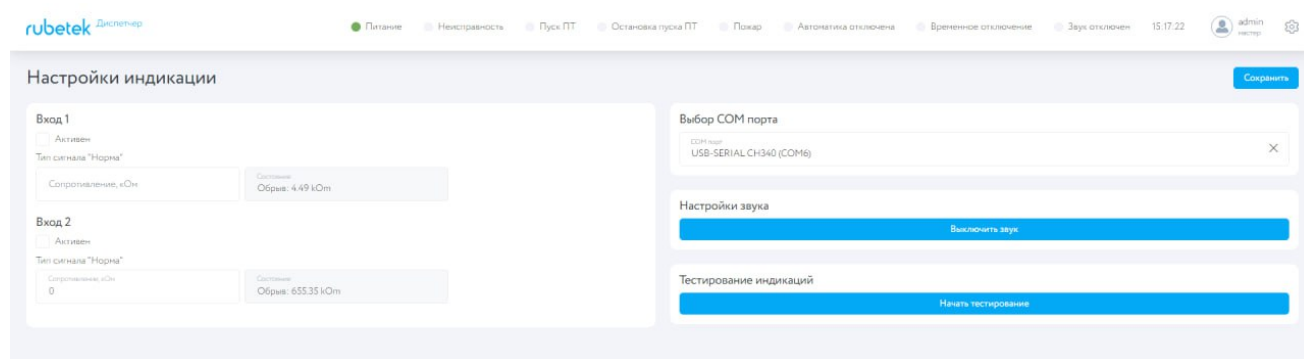 rubetek Диспетчер
Питание Неисправность Пуск ПТ Остановка пуска ПТ Пожар Автоматика отключена Временное отключение Звук отключен 15:17:22 admin
мастер
Настройки индикации Сохранить
Вход 1
Активен
Тип сигнала "Норма"
Сопротивление, кОм
Состояние
Обрыв: 4.49 kOm
Вход 2
Активен
Тип сигнала "Норма"
Сопротивление, кОм
0
Состояние
Обрыв: 655.35 kOm
Выбор COM порта
COM порт
USB-SERIAL CH340 (COM6)
Настройки звука
Выключить звук
Тестирование индикаций
Начать тестирование